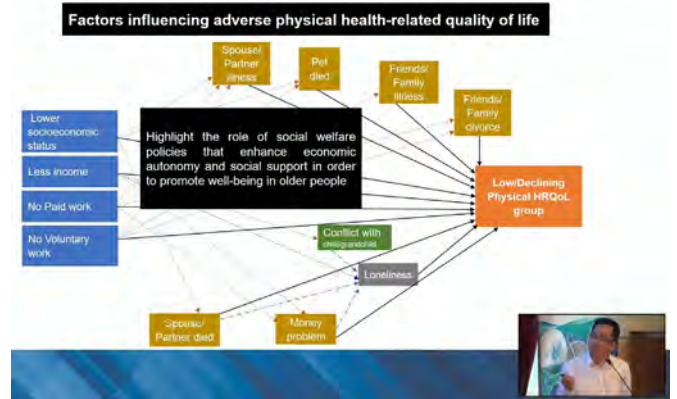 Factors influencing adverse physical health-related quality of life
Spouse/
Partner
illness
Pet
died
Friends/
Family
illness
Friends/
Family
divorce
Lower
socioeconomic
status
Less income
No Paid work
No Voluntary
work
Highlight the role of social welfare
policies that enhance economic
autonomy and social support in order
to promote well-being in older people
Low/Declining
Physical HRQoL
group
Conflict with
child/grandchild
Loneliness
Spouse/
Partner died
Money
problem